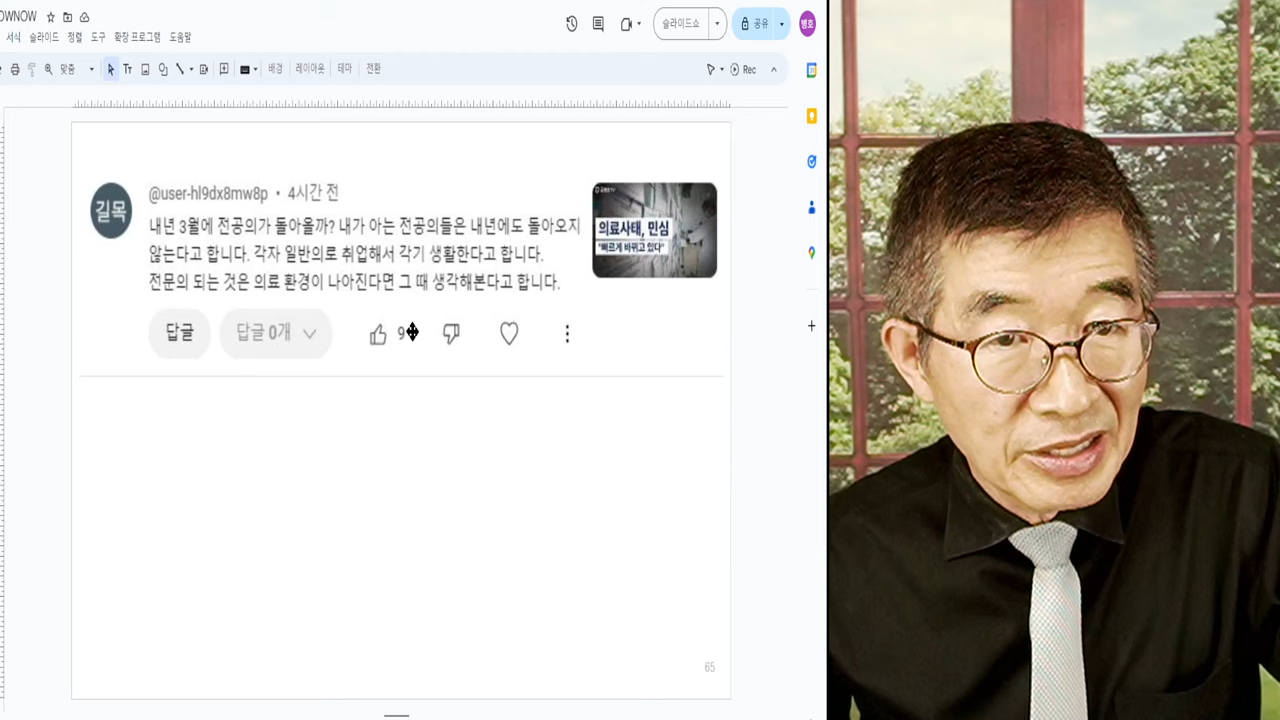 OWNOW
서식 슬라이드 정렬 도구 확장 프로그램 도움말
슬라이드쇼
공유
병호
맞춤
Tт
배경 레이아웃 테마 전환
Rec
길목
@user-hl9dx8mw8p • 4시간 전
내년 3월에 전공의가 돌아올까? 내가 아는 전공의들은 내년에도 돌아오지
않는다고 합니다. 각자 일반의로 취업해서 각기 생활한다고 합니다.
전문의 되는 것은 의료 환경이 나아진다면 그 때 생각해본다고 합니다.
의료사태, 민심
"빠르게 바뀌고 있다"
답글
답글 0개
9
65